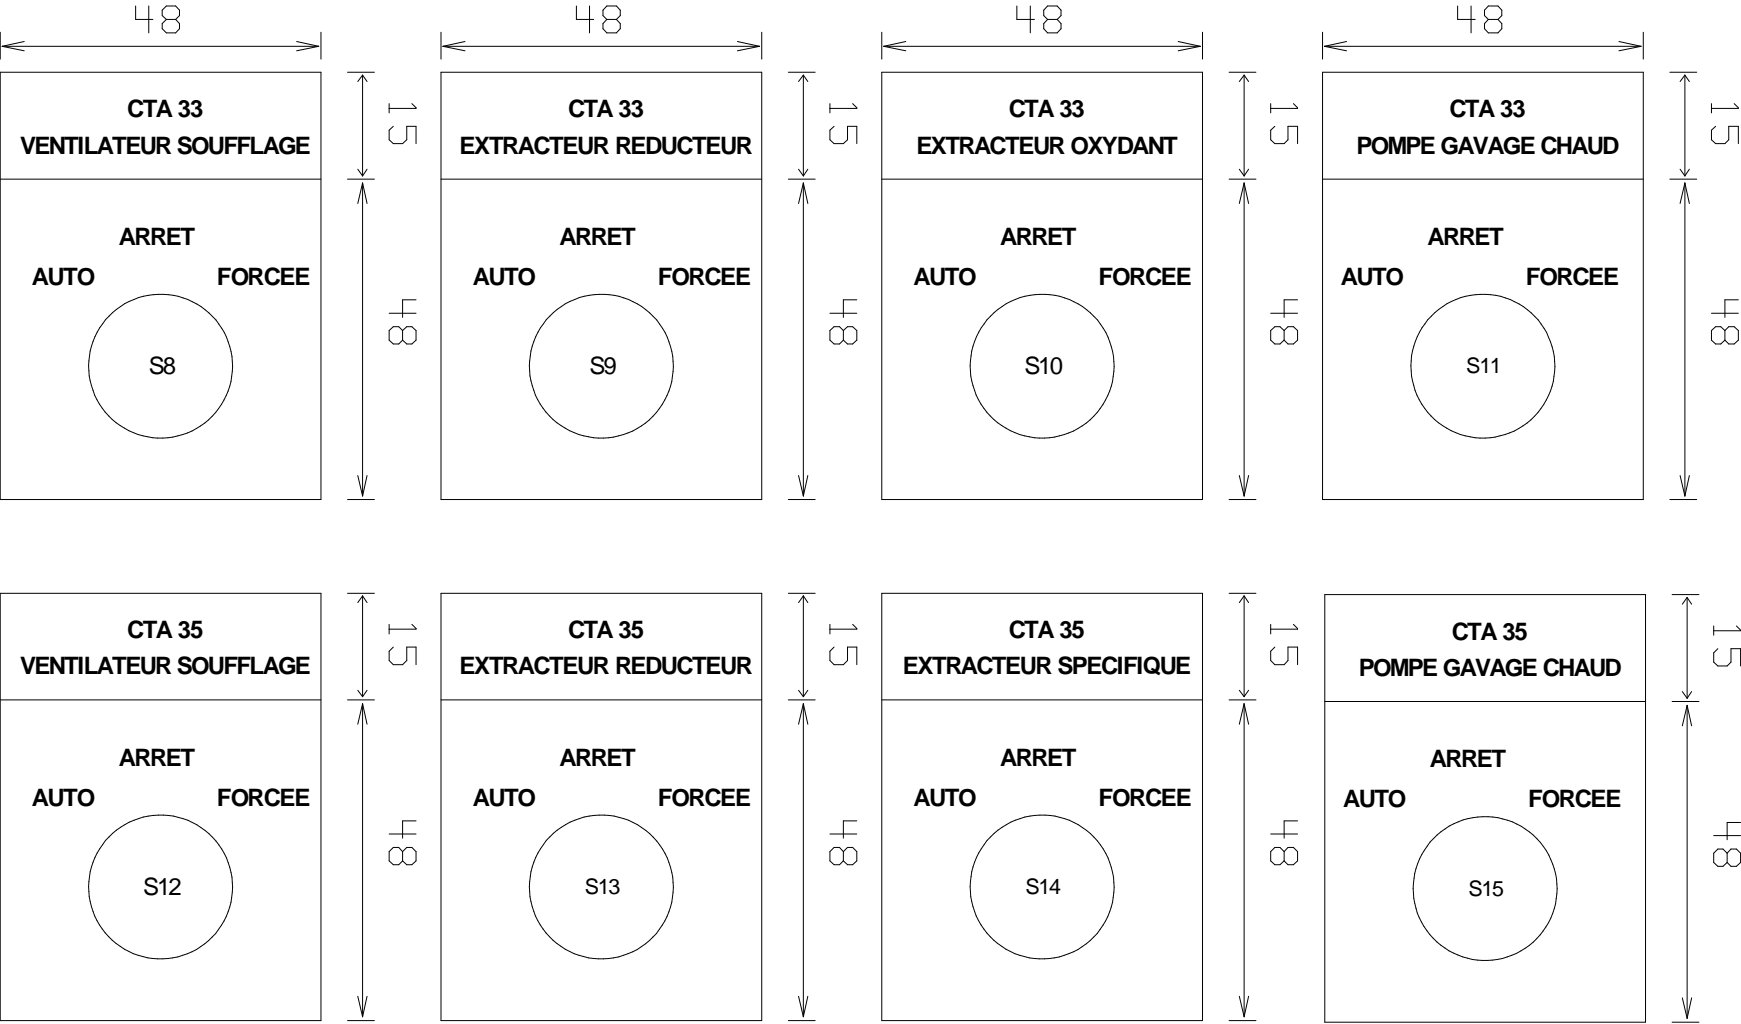 48
48
48
48
CTA 33
VENTILATEUR SOUFFLAGE
15
ARRET
AUTO FORCEE
S8
48
CTA 33
EXTRACTEUR REDUCTEUR
15
ARRET
AUTO FORCEE
S9
48
CTA 33
EXTRACTEUR OXYDANT
15
ARRET
AUTO FORCEE
S10
48
CTA 33
POMPE GAVAGE CHAUD
15
ARRET
AUTO FORCEE
S11
48
CTA 35
VENTILATEUR SOUFFLAGE
15
ARRET
AUTO FORCEE
S12
48
CTA 35
EXTRACTEUR REDUCTEUR
15
ARRET
AUTO FORCEE
S13
48
CTA 35
EXTRACTEUR SPECIFIQUE
15
ARRET
AUTO FORCEE
S14
48
CTA 35
POMPE GAVAGE CHAUD
15
ARRET
AUTO FORCEE
S15
48